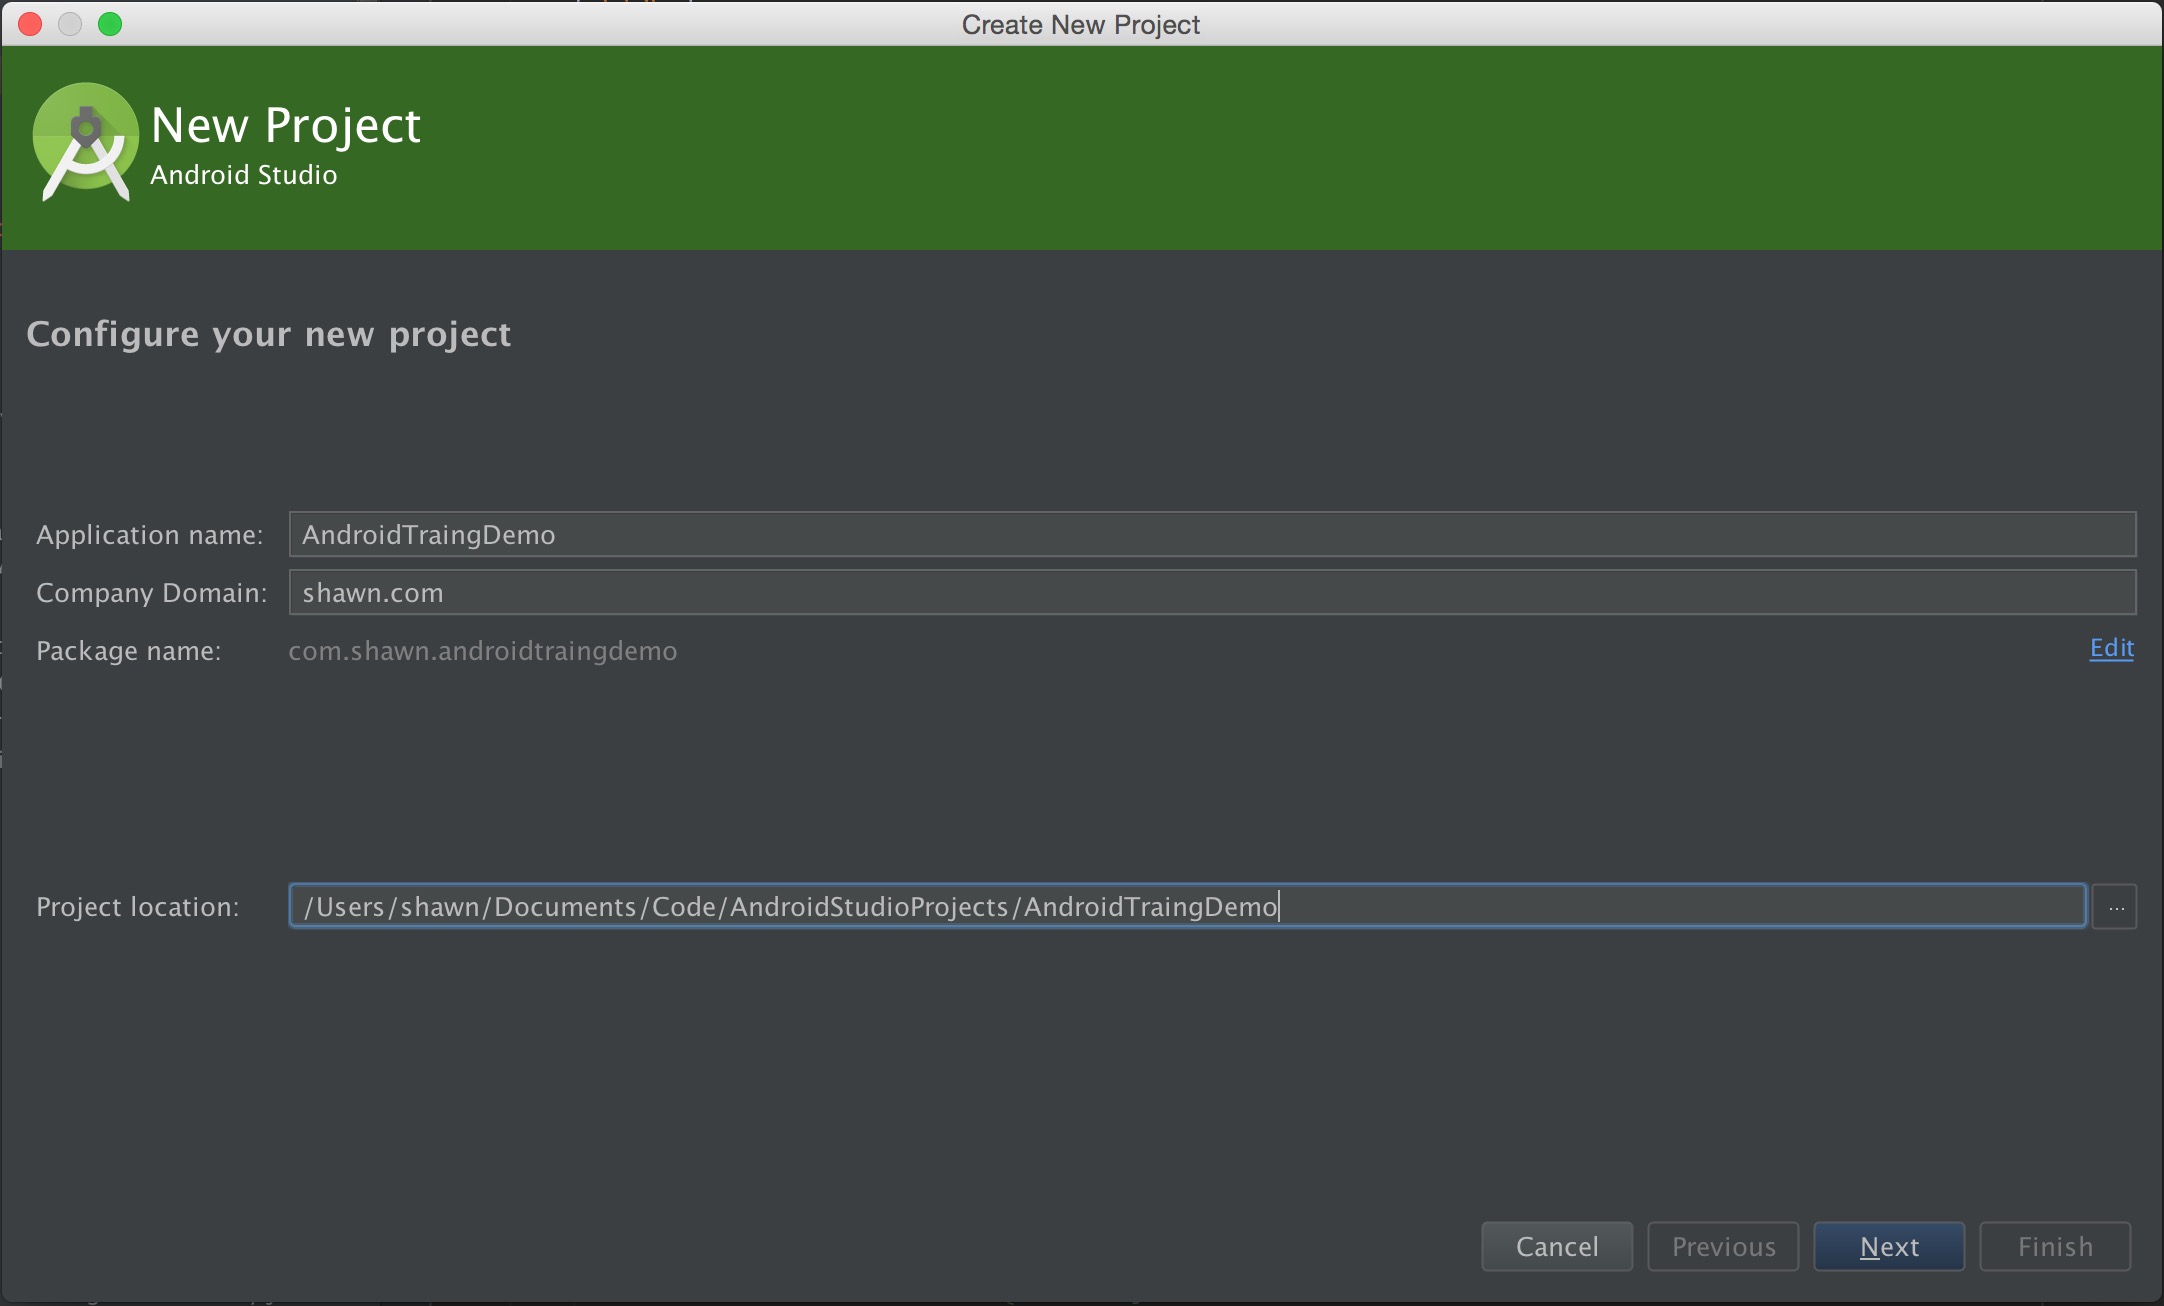 Create New Project
New Project
Android Studio
Configure your new project
Application name: AndroidTraingDemo
Company Domain: shawn.com
Package name: com.shawn.androidtraingdemo Edit
Project location: /Users/shawn/Documents/Code/AndroidStudioProjects/AndroidTraingDemo ...
Cancel Previous Next Finish